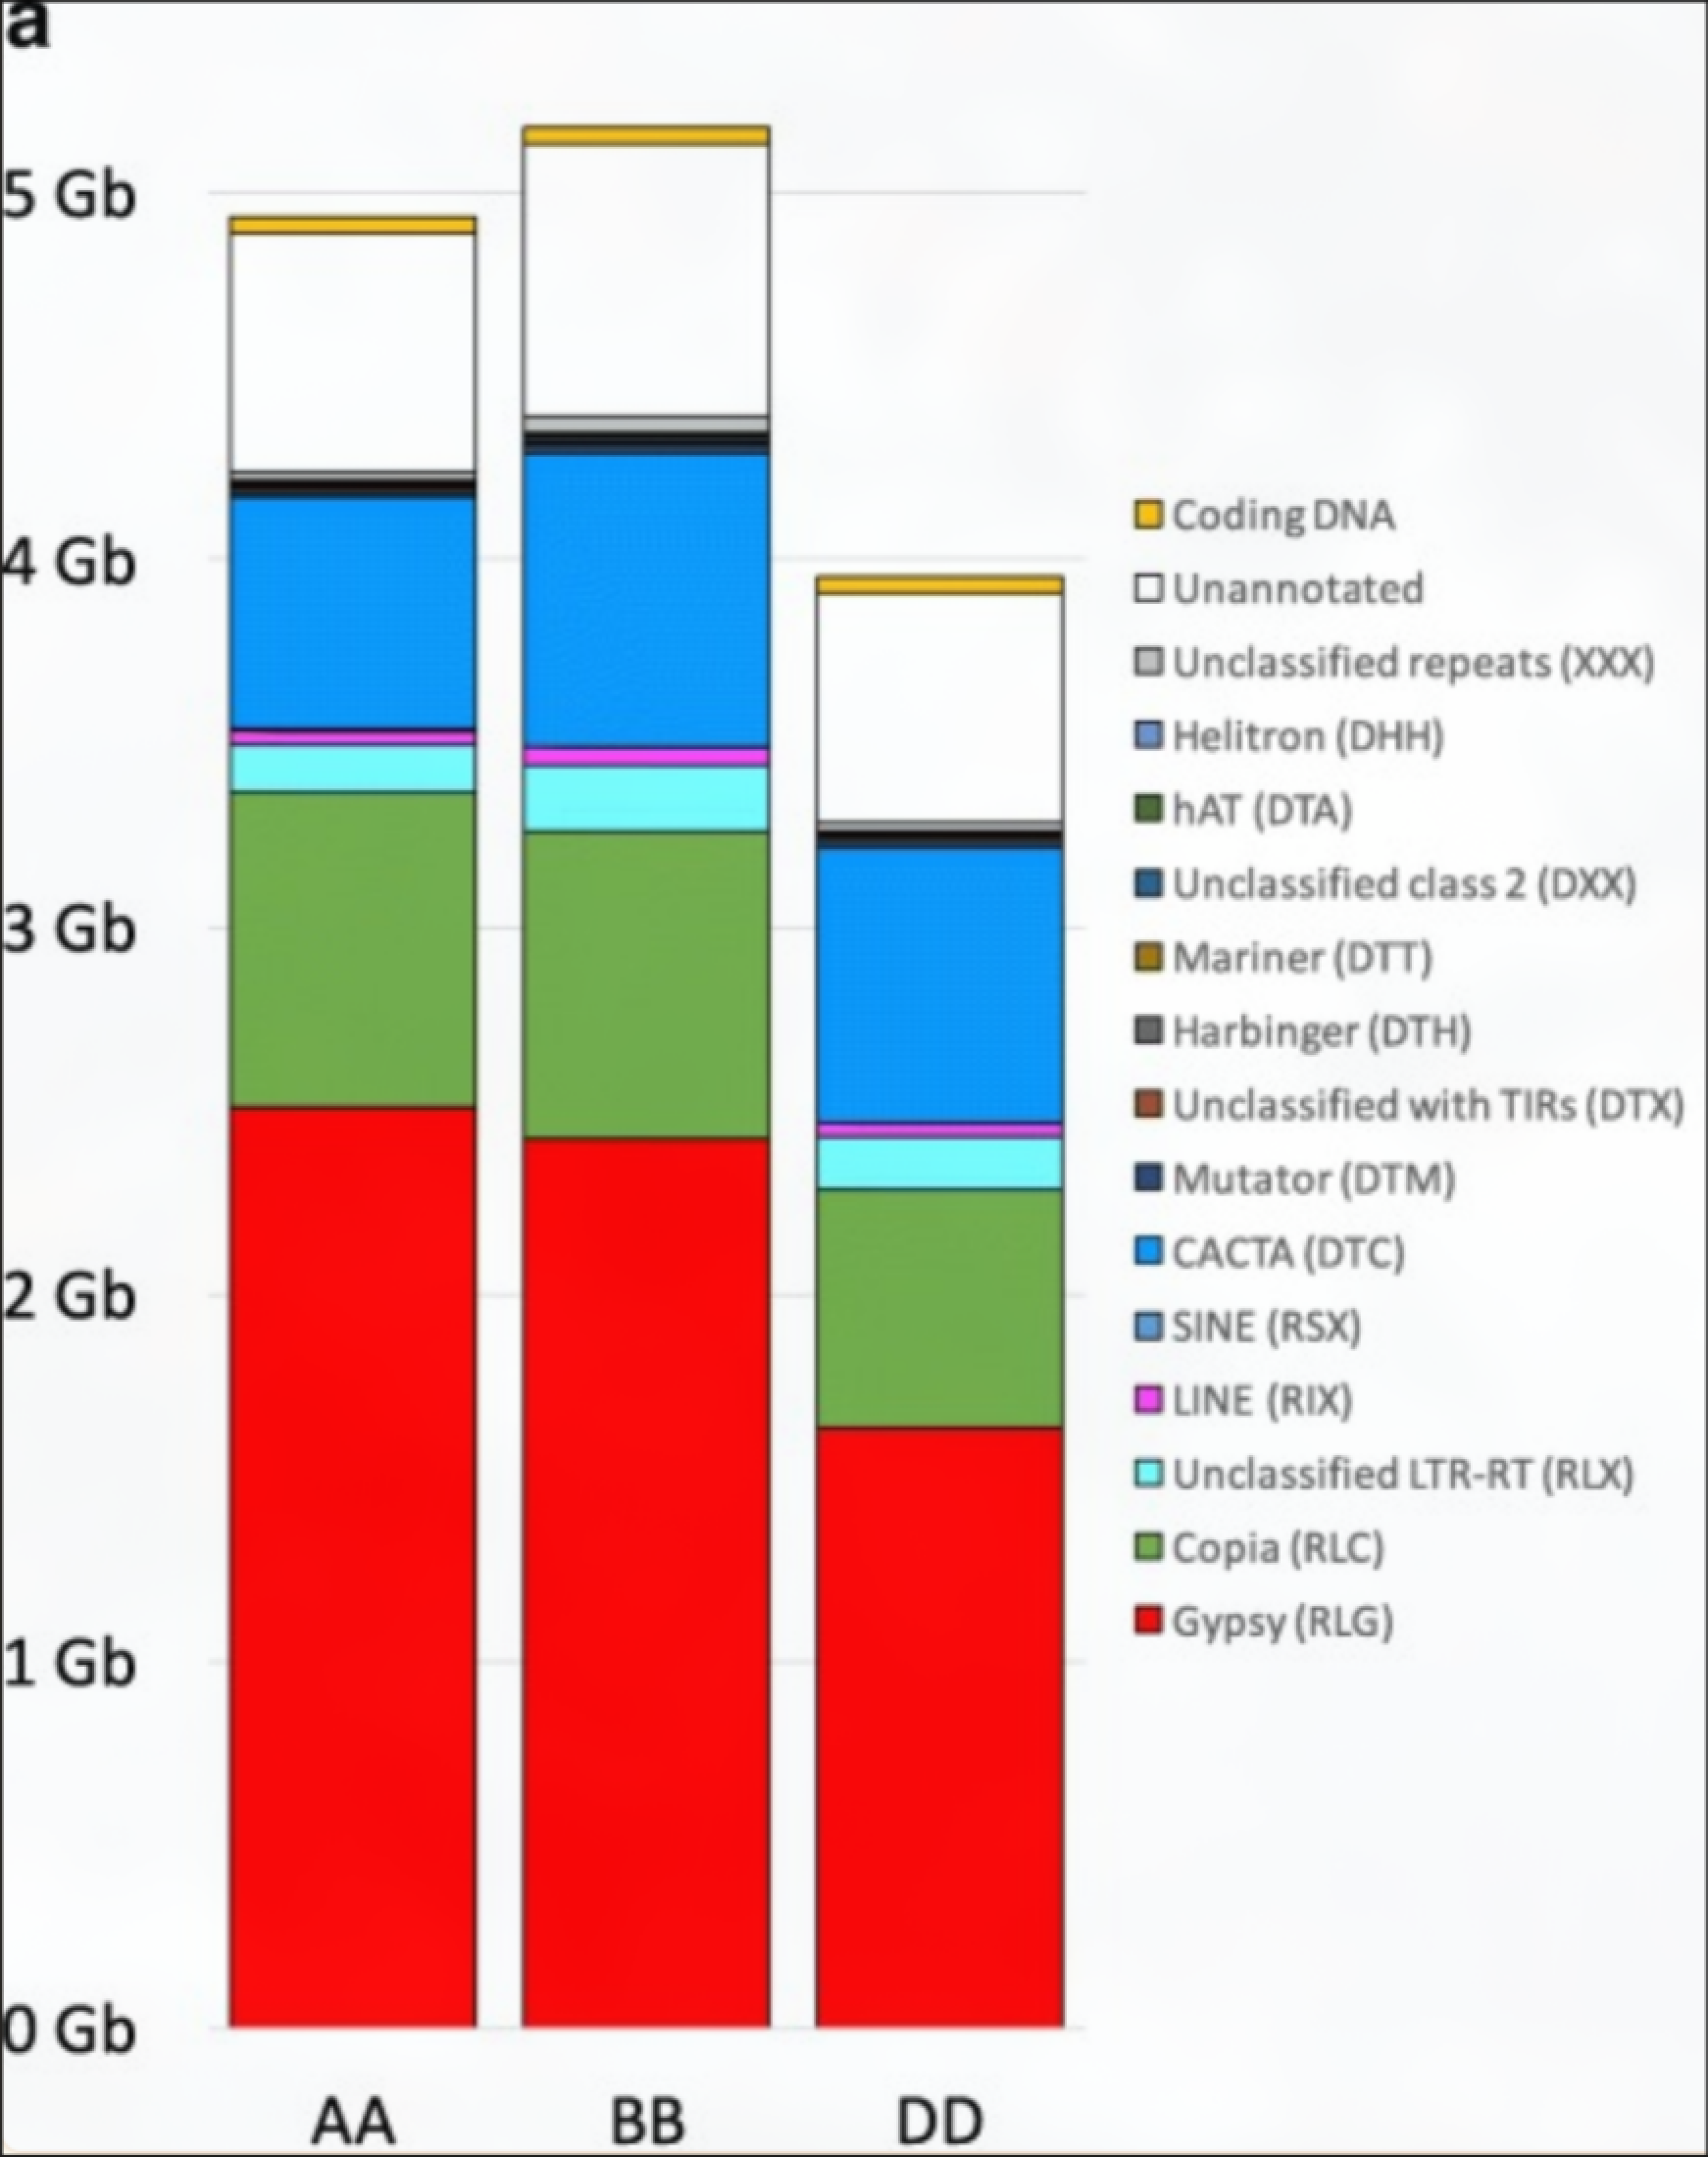 a
5 Gb
4 Gb
3 Gb
2 Gb
1 Gb
0 Gb
AA BB DD
Coding DNA
Unannotated
Unclassified repeats (XXX)
Helitron (DHH)
hAT (DTA)
Unclassified class 2 (DXX)
Mariner (DTT)
Harbinger (DTH)
Unclassified with TIRs (DTX)
Mutator (DTM)
CACTA (DTC)
SINE (RSX)
LINE (RIX)
Unclassified LTR-RT (RLX)
Copia (RLC)
Gypsy (RLG)